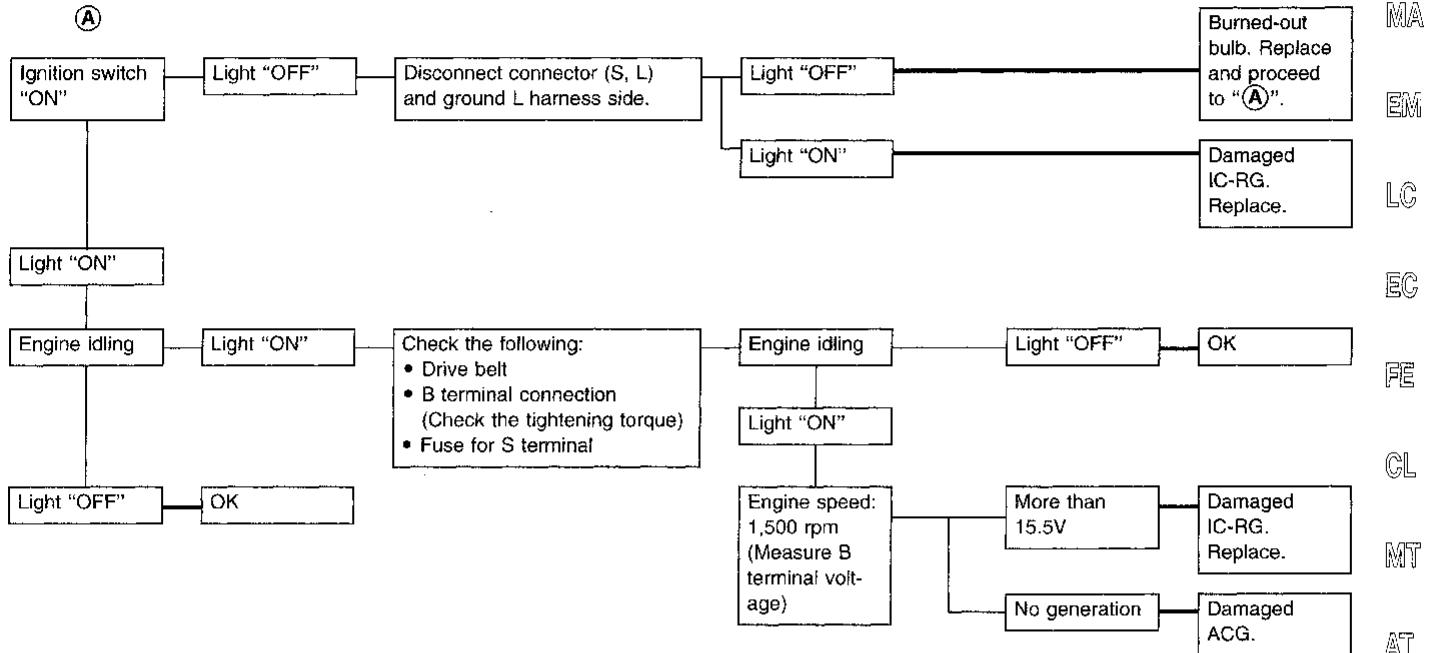 A
Ignition switch
"ON"
Light "OFF"
Disconnect connector (S, L)
and ground L harness side.
Light "OFF"
Burned-out
bulb. Replace
and proceed
to "A".
Light "ON"
Damaged
IC-RG.
Replace.
Light "ON"
Engine idling
Light "ON"
Check the following:
• Drive belt
• B terminal connection
(Check the tightening torque)
• Fuse for S terminal
Engine idling
Light "OFF"
OK
Light "ON"
Light "OFF"
OK
Engine speed:
1,500 rpm
(Measure B
terminal volt-
age)
More than
15.5V
Damaged
IC-RG.
Replace.
No generation
Damaged
ACG.
MA
EM
LC
EC
FE
CL
MT
AT